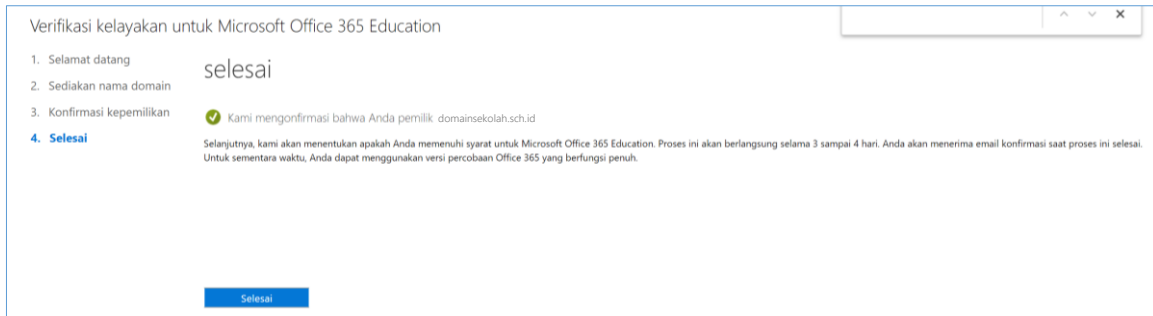 Verifikasi kelayakan untuk Microsoft Office 365 Education
1. Selamat datang
2. Sediakan nama domain
3. Konfirmasi kepemilikan
4. Selesai
selesai
Kami mengonfirmasi bahwa Anda pemilik domainsekolah.sch.id
Selanjutnya, kami akan menentukan apakah Anda memenuhi syarat untuk Microsoft Office 365 Education. Proses ini akan berlangsung selama 3 sampai 4 hari. Anda akan menerima email konfirmasi saat proses ini selesai.
Untuk sementara waktu, Anda dapat menggunakan versi percobaan Office 365 yang berfungsi penuh.
Selesai